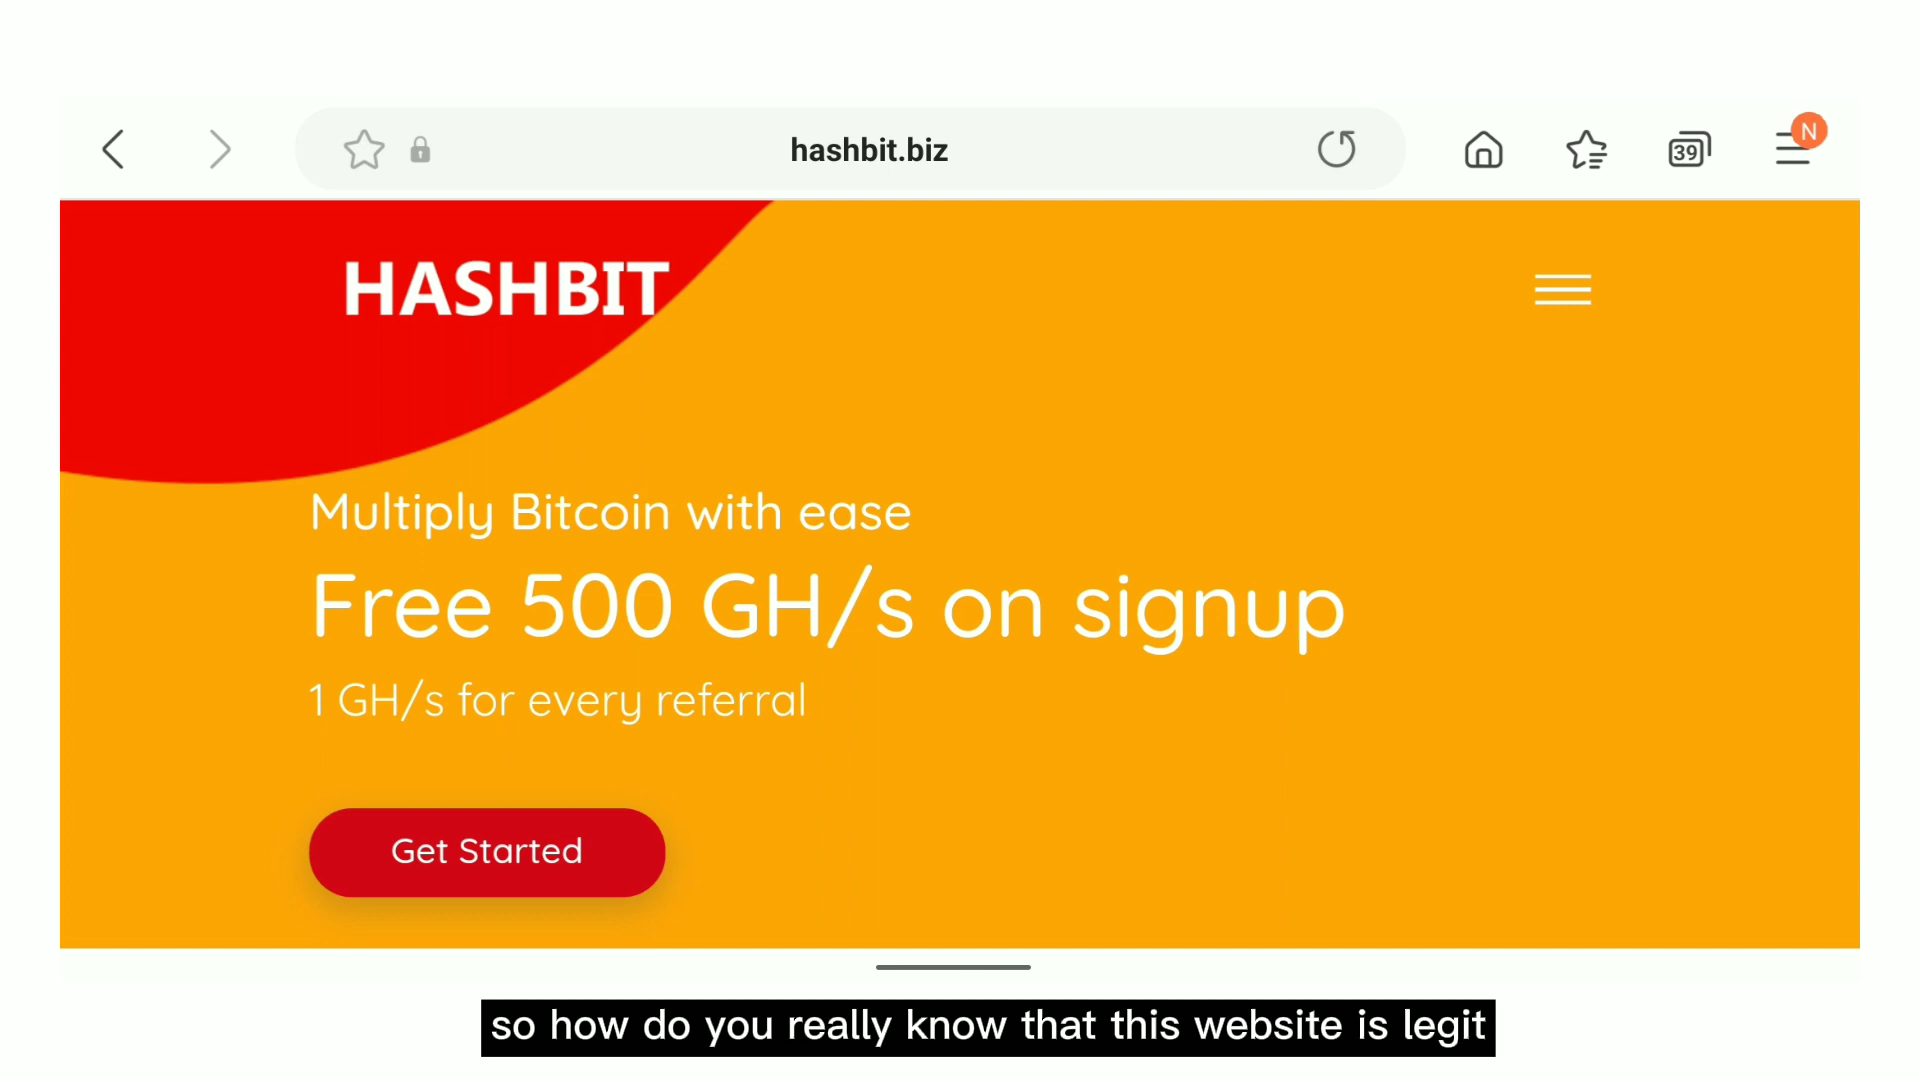 hashbit.biz
39
N
HASHBIT
Multiply Bitcoin with ease
Free 500 GH/s on signup
1 GH/s for every referral
Get Started
so how do you really know that this website is legit